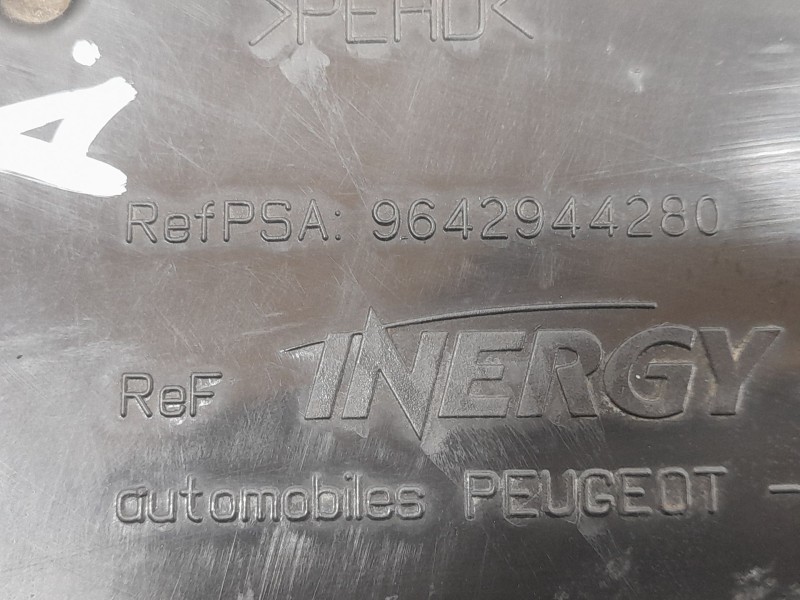 >PEHD<
A.
RefPSA: 9642944280
ReF INERGY
automobiles PEUGEOT -